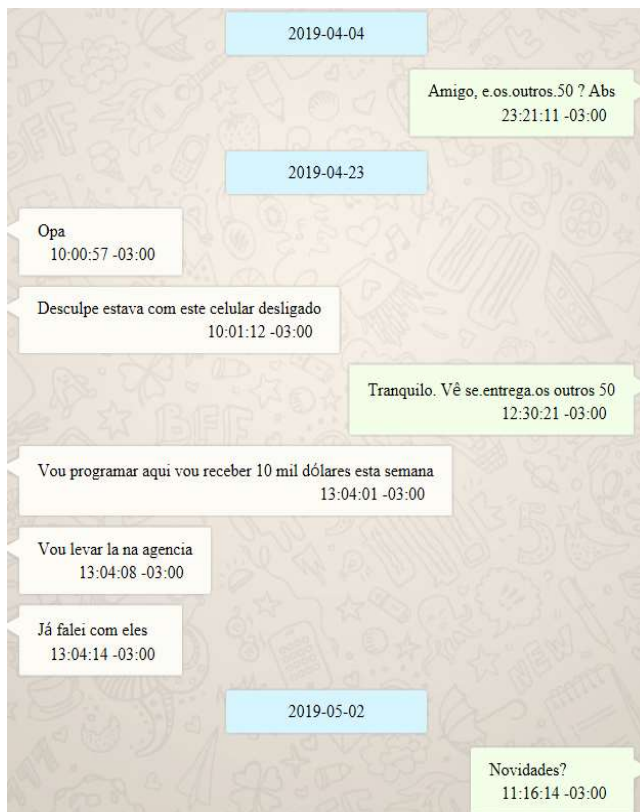 2019-04-04
Amigo, e.os.outros.50 ? Abs
23:21:11 -03:00
2019-04-23
Opa
10:00:57 -03:00
Desculpe estava com este celular desligado
10:01:12 -03:00
Tranquilo. Vê se.entrega.os outros 50
12:30:21 -03:00
Vou programar aqui vou receber 10 mil dólares esta semana
13:04:01 -03:00
Vou levar la na agencia
13:04:08 -03:00
Já falei com eles
13:04:14 -03:00
2019-05-02
Novidades?
11:16:14 -03:00